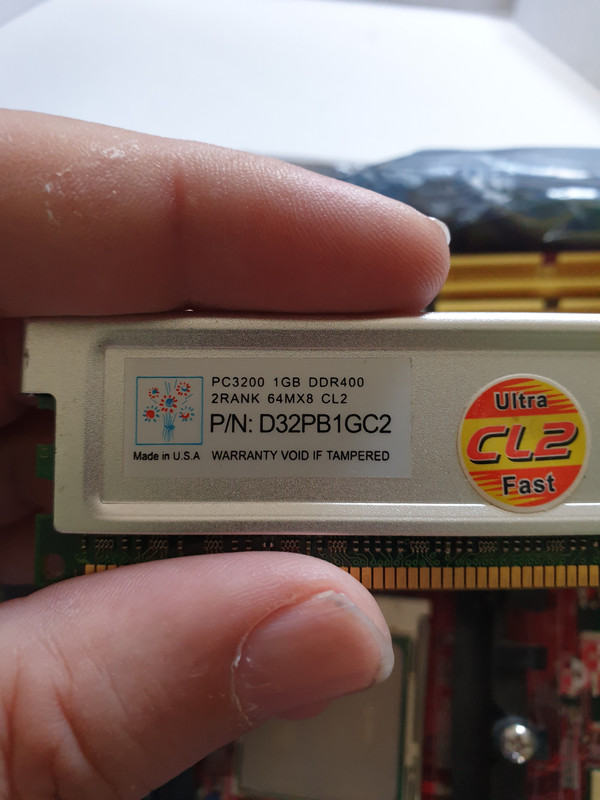 PC3200 1GB DDR400
2RANK 64MX8 CL2
P/N: D32PB1GC2
Made in U.S.A WARRANTY VOID IF TAMPERED
Ultra
CL2
Fast